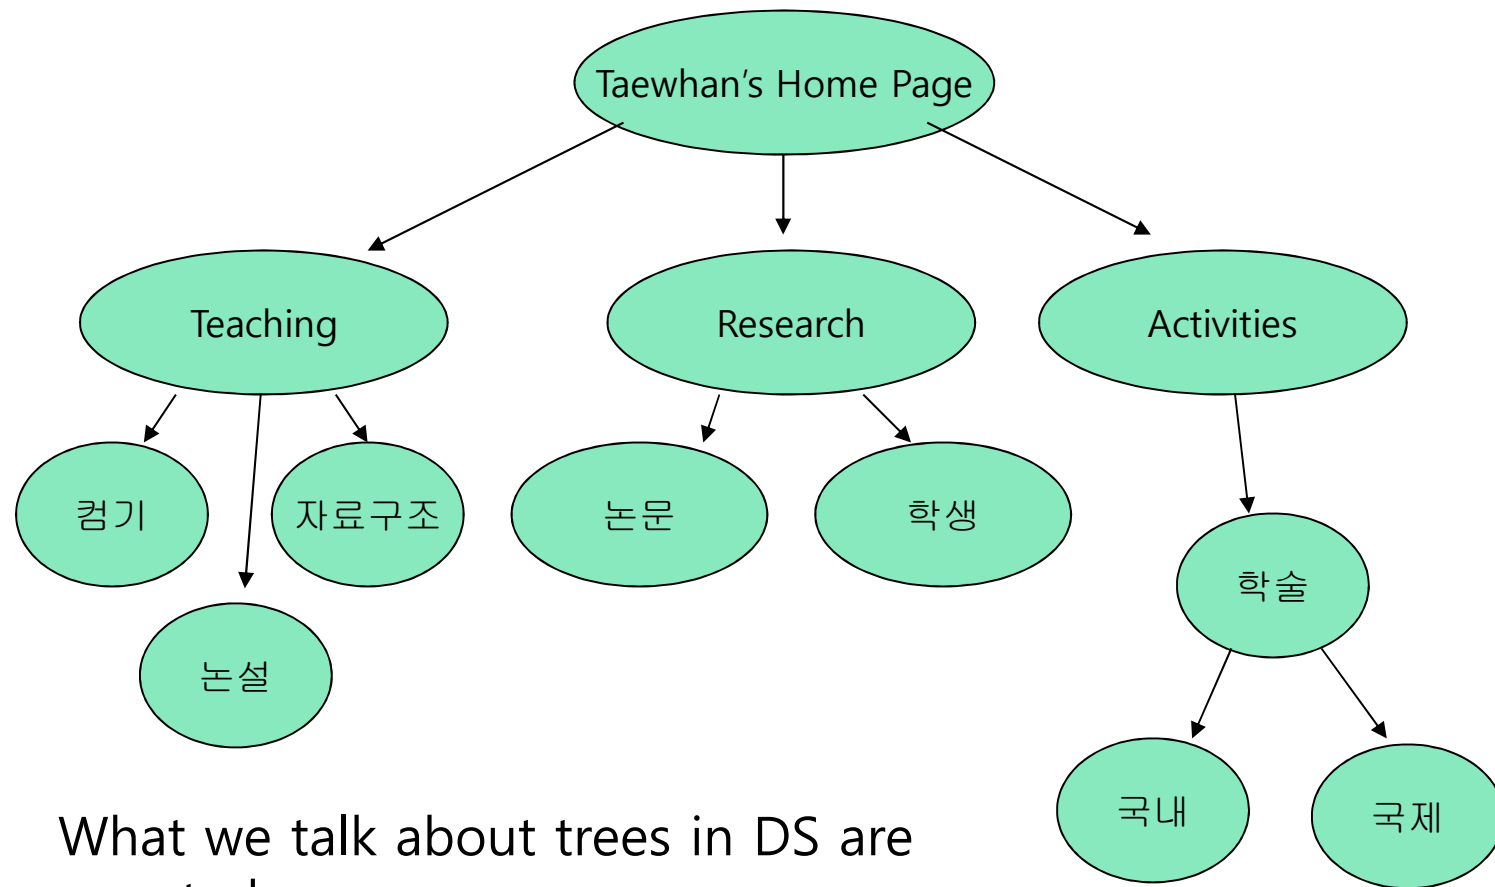 Taewhan's Home Page
Teaching
Research
Activities
컴기
자료구조
논문
학생
학술
논설
국내
국제
What we talk about trees in DS are